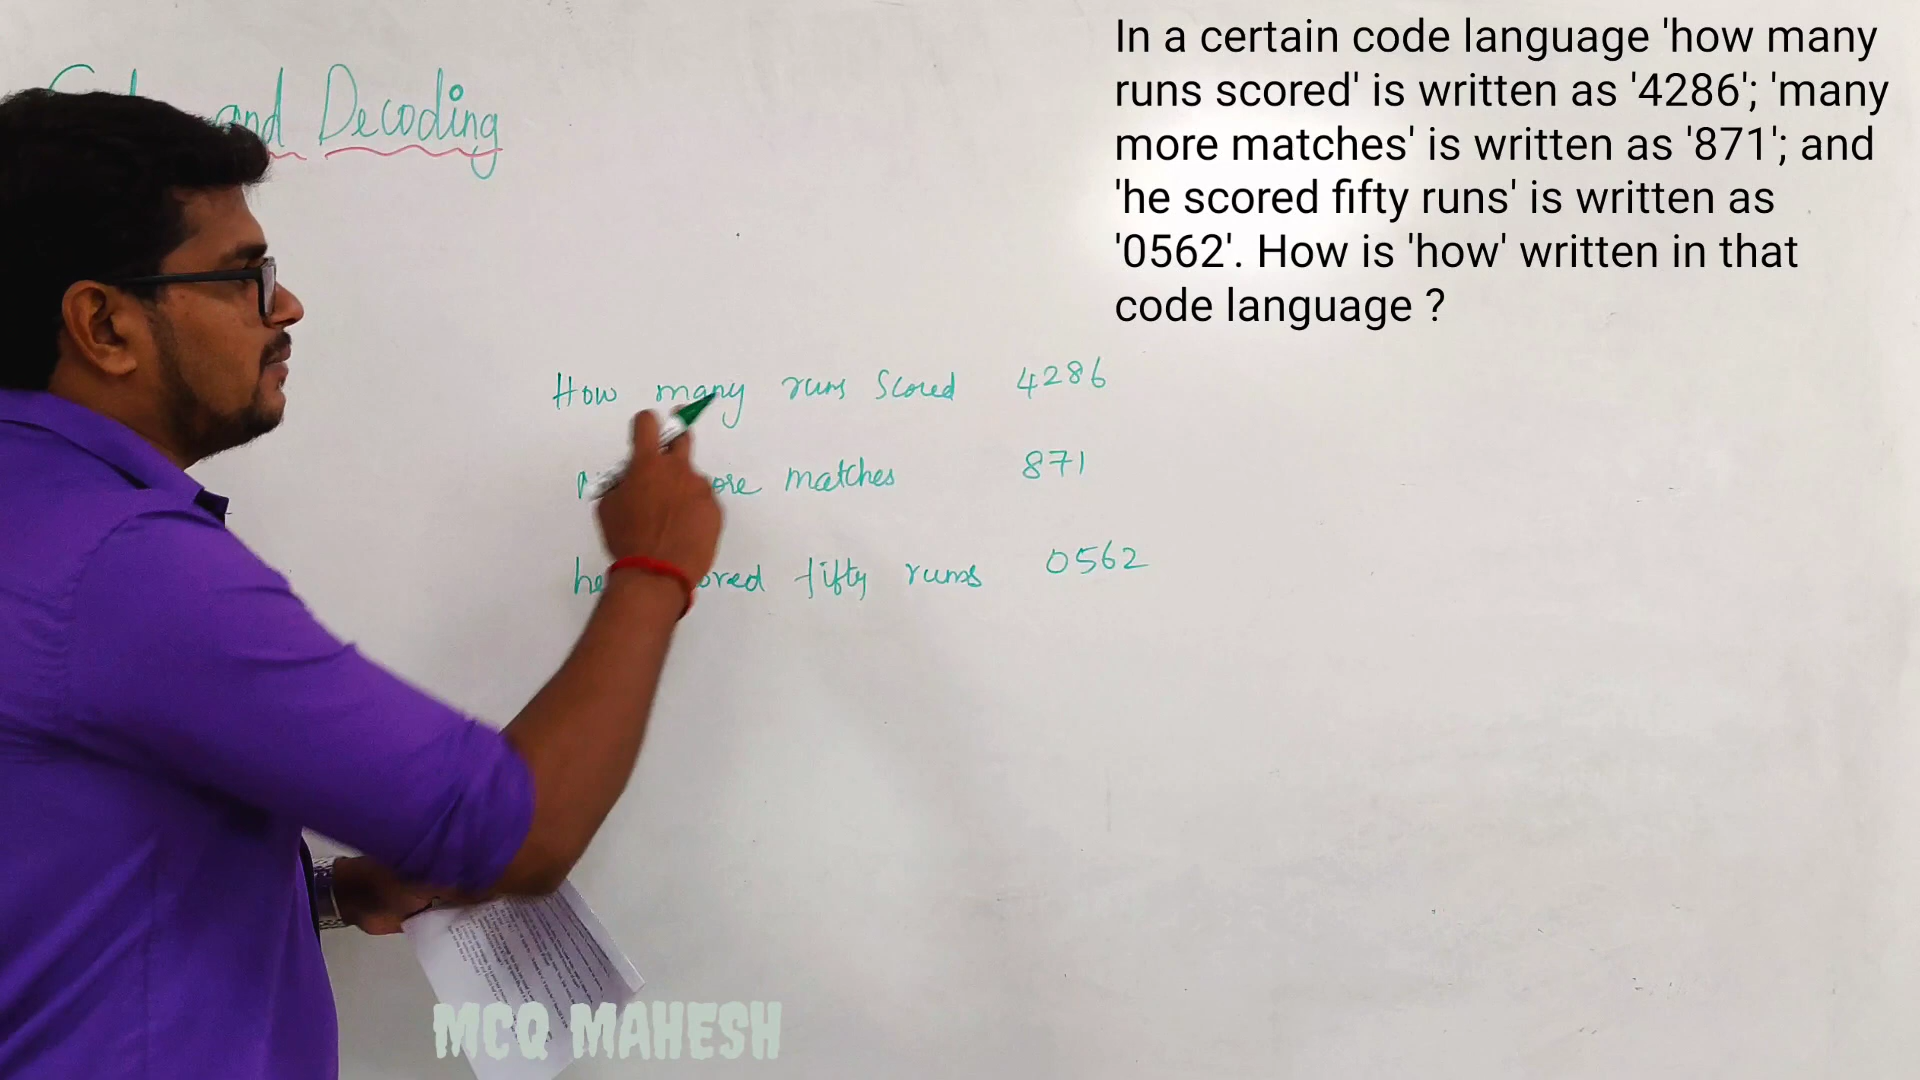 and Decoding
In a certain code language 'how many
runs scored' is written as '4286'; 'many
more matches' is written as '871'; and
'he scored fifty runs' is written as
'0562'. How is 'how' written in that
code language ?
How many runs Scored 4286
matches 871
he fifty runs 0562
MCQ MAHESH